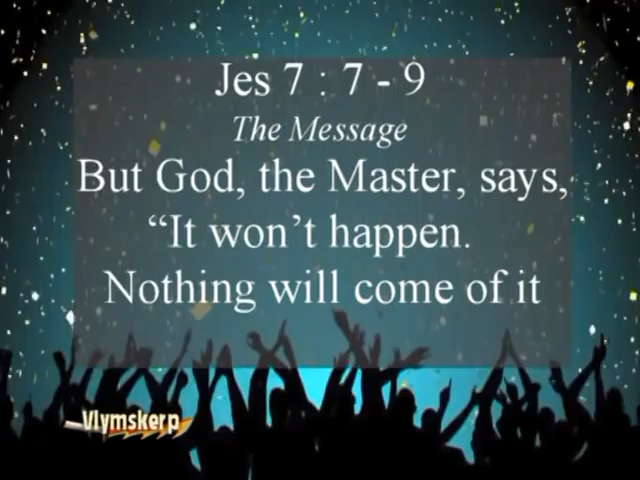 Jes 7 : 7 - 9
The Message
But God, the Master, says,
“It won’t happen.
Nothing will come of it
Vlymskerp